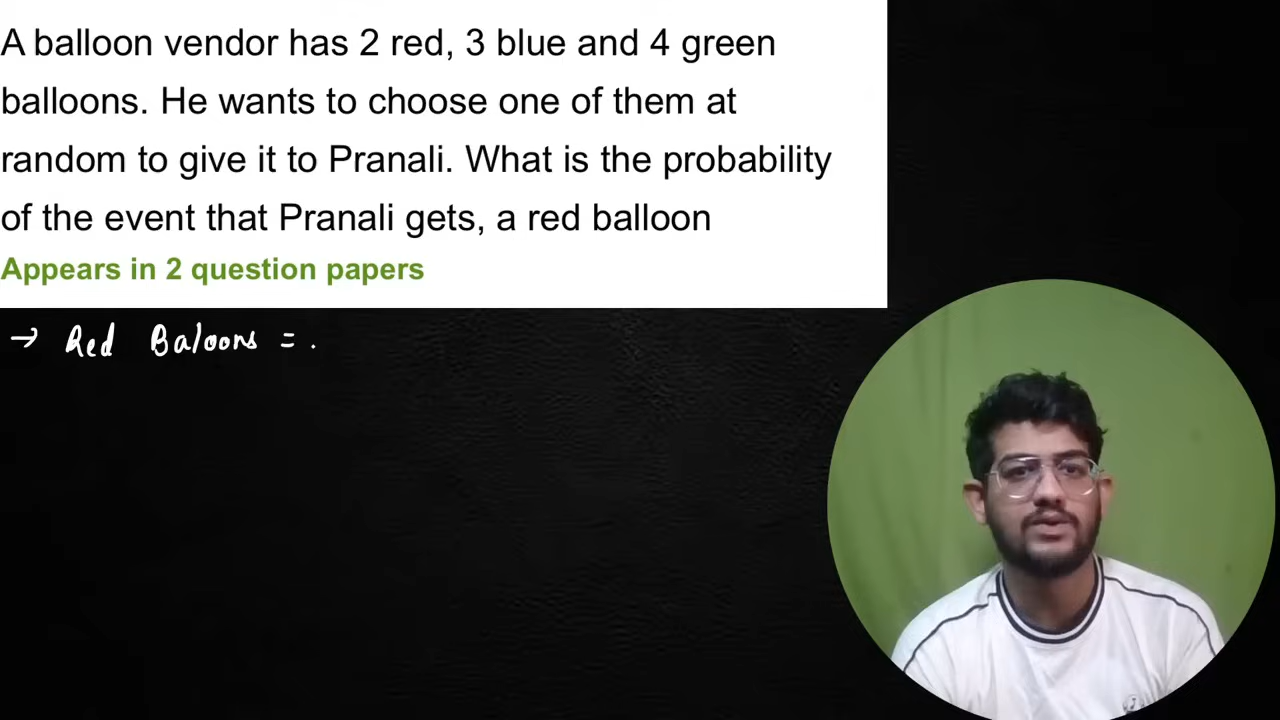 A balloon vendor has 2 red, 3 blue and 4 green
balloons. He wants to choose one of them at
random to give it to Pranali. What is the probability
of the event that Pranali gets, a red balloon
Appears in 2 question papers
→ Red Baloons = .